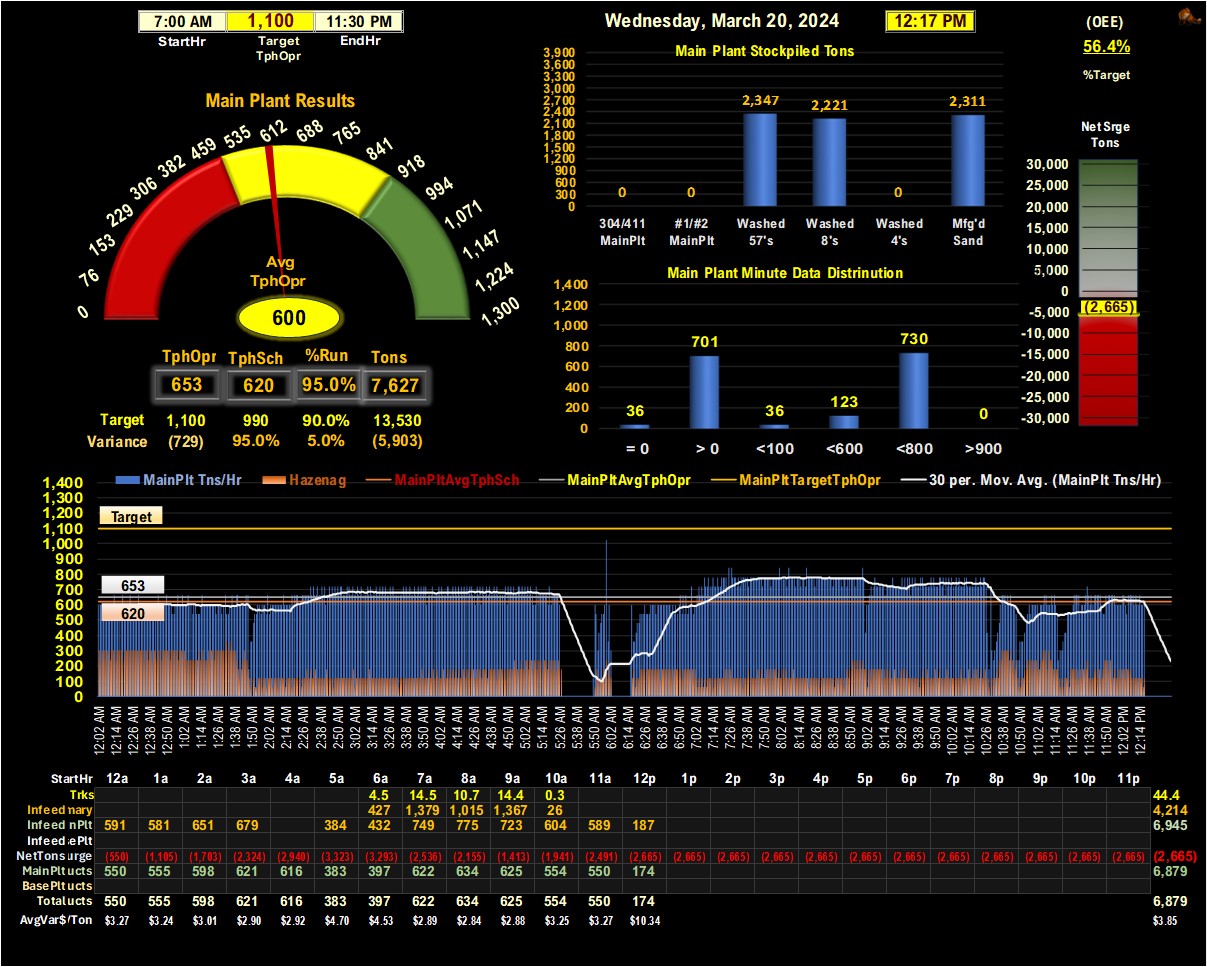 7:00 AM 1,100 11:30 PM
StartHr Target TphOpr EndHr
Wednesday, March 20, 2024 12:17 PM
(OEE)
56.4%
%Target
Main Plant Results
0 76 153 229 306 382 459 535 612 688 765 841 918 994 1,071 1,147 1,224 1,300
Avg
TphOpr
600
TphOpr TphSch %Run Tons
653 620 95.0% 7,627
Target 1,100 990 90.0% 13,530
Variance (729) 95.0% 5.0% (5,903)
Main Plant Stockpiled Tons
3,900
3,600
3,300
3,000
2,700
2,400
2,100
1,800
1,500
1,200
900
600
300
0
0 0 2,347 2,221 0 2,311
304/411 #1/#2 Washed Washed Washed Mfg'd
MainPlt MainPlt 57's 8's 4's Sand
Main Plant Minute Data Distrinution
1,400
1,200
1,000
800
600
400
200
0
36 701 36 123 730 0
= 0 > 0 <100 <600 <800 >900
Net Srge
Tons
30,000
25,000
20,000
15,000
10,000
5,000
0
-5,000
-10,000
-15,000
-20,000
-25,000
-30,000
(2,665)
MainPlt Tns/Hr Hazenag MainPltAvgTphSch MainPltAvgTphOpr MainPltTargetTphOpr 30 per. Mov. Avg. (MainPlt Tns/Hr)
1,400
1,300
1,200
1,100
1,000
900
800
700
600
500
400
300
200
100
0
Target
653
620
12:02 AM 12:14 AM 12:26 AM 12:38 AM 12:50 AM 1:02 AM 1:14 AM 1:26 AM 1:38 AM 1:50 AM 2:02 AM 2:14 AM 2:26 AM 2:38 AM 2:50 AM 3:02 AM 3:14 AM 3:26 AM 3:38 AM 3:50 AM 4:02 AM 4:14 AM 4:26 AM 4:38 AM 4:50 AM 5:02 AM 5:14 AM 5:26 AM 5:38 AM 5:50 AM 6:02 AM 6:14 AM 6:26 AM 6:38 AM 6:50 AM 7:02 AM 7:14 AM 7:26 AM 7:38 AM 7:50 AM 8:02 AM 8:14 AM 8:26 AM 8:38 AM 8:50 AM 9:02 AM 9:14 AM 9:26 AM 9:38 AM 9:50 AM 10:02 AM 10:14 AM 10:26 AM 10:38 AM 10:50 AM 11:02 AM 11:14 AM 11:26 AM 11:38 AM 11:50 AM 12:02 PM 12:14 PM
StartHr 12a 1a 2a 3a 4a 5a 6a 7a 8a 9a 10a 11a 12p 1p 2p 3p 4p 5p 6p 7p 8p 9p 10p 11p
Trks 4.5 14.5 10.7 14.4 0.3 44.4
Infeed nary 427 1,379 1,015 1,367 26 4,214
Infeed nPlt 591 581 651 679 384 432 749 775 723 604 589 187 6,945
Infeed ePlt
NetTons urge (550) (1,105) (1,703) (2,324) (2,940) (3,323) (3,293) (2,536) (2,155) (1,413) (1,941) (2,491) (2,665) (2,665) (2,665) (2,665) (2,665) (2,665) (2,665) (2,665) (2,665) (2,665) (2,665) (2,665) (2,665)
MainPlt ucts 550 555 598 621 616 383 397 622 634 625 554 550 174 6,879
BasePlt ucts
Total ucts 550 555 598 621 616 383 397 622 634 625 554 550 174 6,879
AvgVar$/Ton $3.27 $3.24 $3.01 $2.90 $2.92 $4.70 $4.53 $2.89 $2.84 $2.88 $3.25 $3.27 $10.34 $3.85